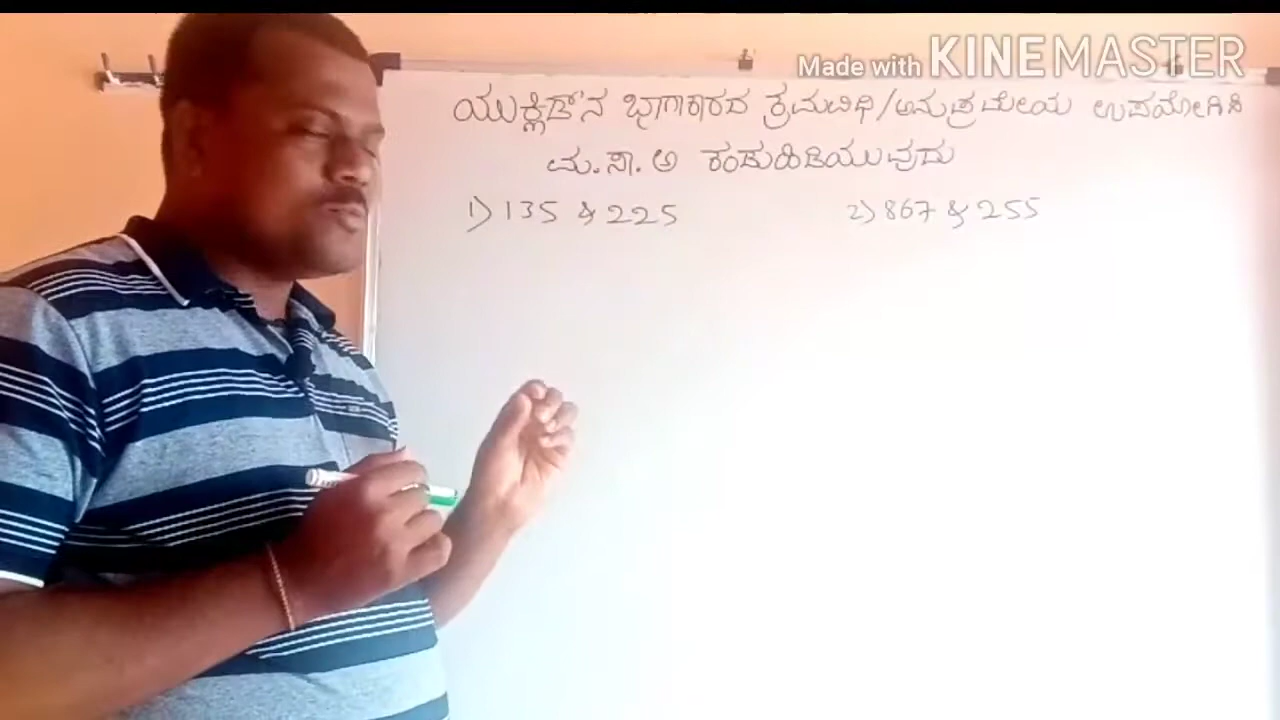 Made with KINEMASTER
ಯುಕ್ಲಿಡ್‌ನ ಭಾಗಾಕಾರದ ಕ್ರಮವಿಧಿ/ಅನುಪ್ರಮೇಯ ಉಪಯೋಗಿಸಿ
ಮ.ಸಾ.ಅ ಕಂಡುಹಿಡಿಯುವುದು
1) 135 & 225 2) 867 & 255